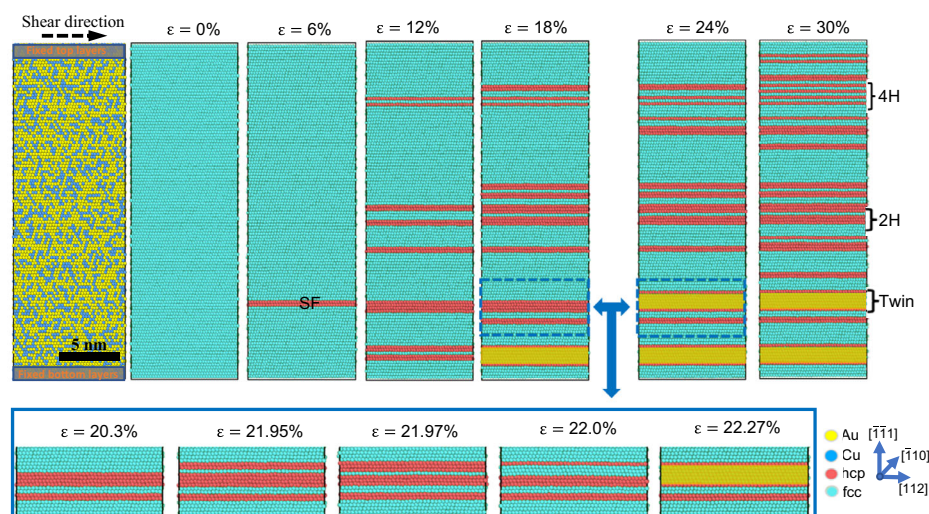 Shear direction
ε = 0%
ε = 6%
ε = 12%
ε = 18%
ε = 24%
ε = 30%
Fixed top layers
4H
2H
SF
Twin
5 nm
Fixed bottom layers
ε = 20.3%
ε = 21.95%
ε = 21.97%
ε = 22.0%
ε = 22.27%
Au
Cu
hcp
fcc
[1̄1̄1]
[1̄10]
[112]